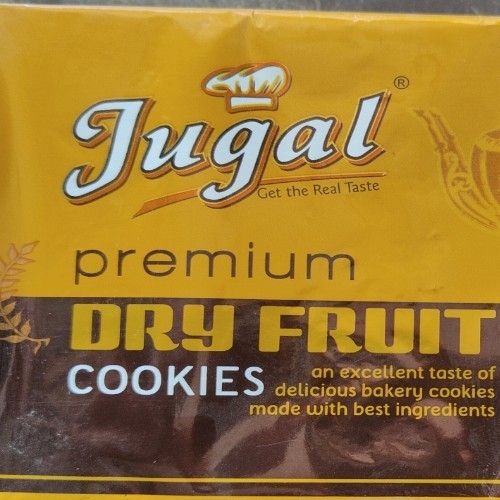 Jugal®
Get the Real Taste
premium
DRY FRUIT
COOKIES
an excellent taste of
delicious bakery cookies
made with best ingredients